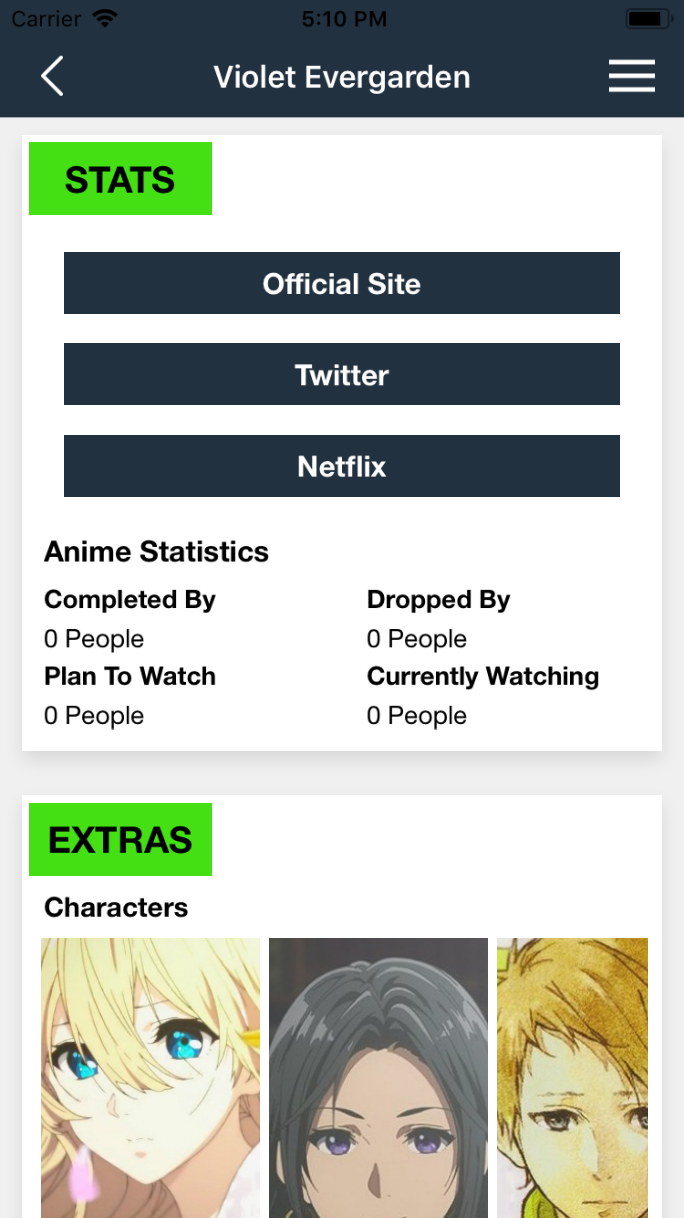 Carrier 5:10 PM
Violet Evergarden
STATS
Official Site
Twitter
Netflix
Anime Statistics
Completed By Dropped By
0 People 0 People
Plan To Watch Currently Watching
0 People 0 People
EXTRAS
Characters